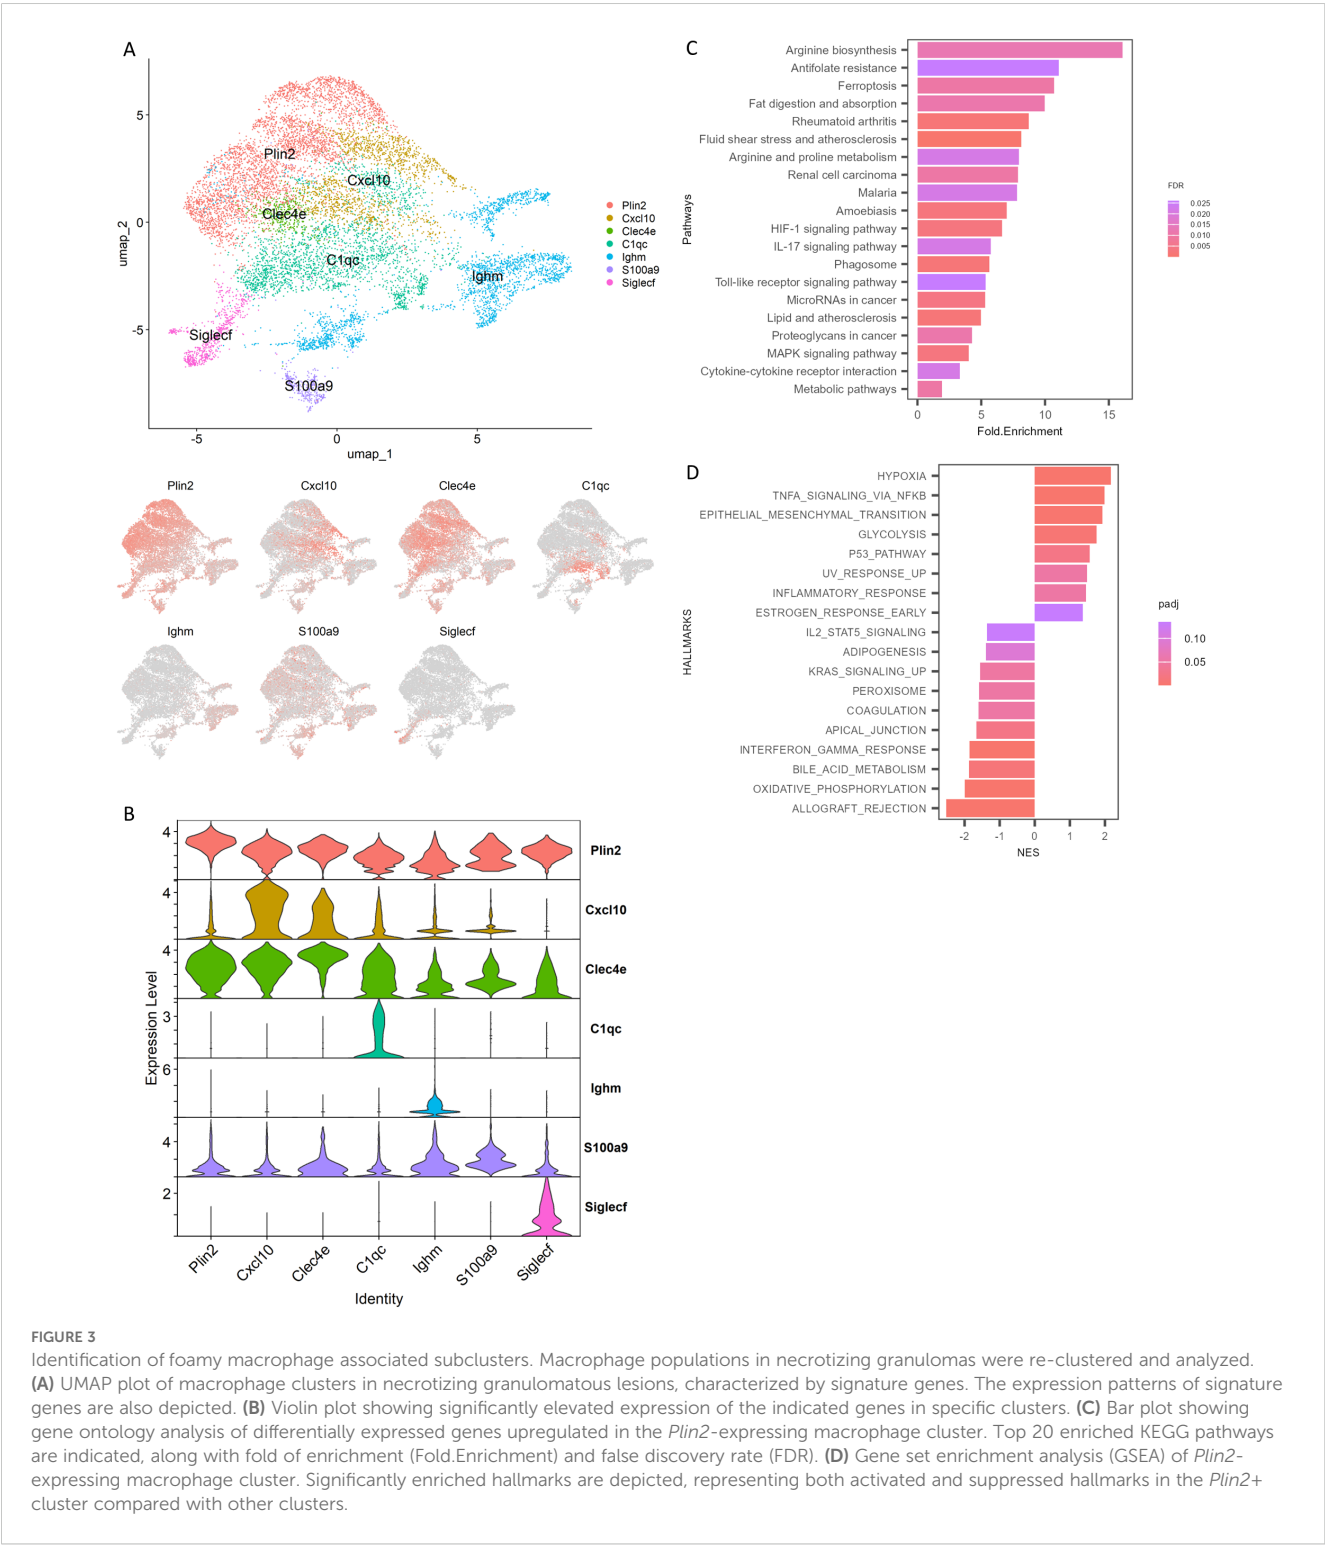 A
5
0
-5
umap_2
-5
0
5
umap_1
Plin2
Cxcl10
Clec4e
C1qc
Ighm
Siglecf
S100a9
Plin2
Cxcl10
Clec4e
C1qc
Ighm
S100a9
Siglecf
Plin2
Cxcl10
Clec4e
C1qc
Ighm
S100a9
Siglecf
B
Expression Level
4
Plin2
4
Cxcl10
4
Clec4e
3
C1qc
6
Ighm
4
S100a9
2
Siglecf
Plin2
Cxcl10
Clec4e
C1qc
Ighm
S100a9
Siglecf
Identity
C
Pathways
Arginine biosynthesis
Antifolate resistance
Ferroptosis
Fat digestion and absorption
Rheumatoid arthritis
Fluid shear stress and atherosclerosis
Arginine and proline metabolism
Renal cell carcinoma
Malaria
Amoebiasis
HIF-1 signaling pathway
IL-17 signaling pathway
Phagosome
Toll-like receptor signaling pathway
MicroRNAs in cancer
Lipid and atherosclerosis
Proteoglycans in cancer
MAPK signaling pathway
Cytokine-cytokine receptor interaction
Metabolic pathways
0
5
10
15
Fold.Enrichment
FDR
0.025
0.020
0.015
0.010
0.005
D
HALLMARKS
HYPOXIA
TNFA_SIGNALING_VIA_NFKB
EPITHELIAL_MESENCHYMAL_TRANSITION
GLYCOLYSIS
P53_PATHWAY
UV_RESPONSE_UP
INFLAMMATORY_RESPONSE
ESTROGEN_RESPONSE_EARLY
IL2_STAT5_SIGNALING
ADIPOGENESIS
KRAS_SIGNALING_UP
PEROXISOME
COAGULATION
APICAL_JUNCTION
INTERFERON_GAMMA_RESPONSE
BILE_ACID_METABOLISM
OXIDATIVE_PHOSPHORYLATION
ALLOGRAFT_REJECTION
-2
-1
0
1
2
NES
padj
0.10
0.05
FIGURE 3
Identification of foamy macrophage associated subclusters. Macrophage populations in necrotizing granulomas were re-clustered and analyzed.
(A) UMAP plot of macrophage clusters in necrotizing granulomatous lesions, characterized by signature genes. The expression patterns of signature
genes are also depicted. (B) Violin plot showing significantly elevated expression of the indicated genes in specific clusters. (C) Bar plot showing
gene ontology analysis of differentially expressed genes upregulated in the Plin2-expressing macrophage cluster. Top 20 enriched KEGG pathways
are indicated, along with fold of enrichment (Fold.Enrichment) and false discovery rate (FDR). (D) Gene set enrichment analysis (GSEA) of Plin2-
expressing macrophage cluster. Significantly enriched hallmarks are depicted, representing both activated and suppressed hallmarks in the Plin2+
cluster compared with other clusters.